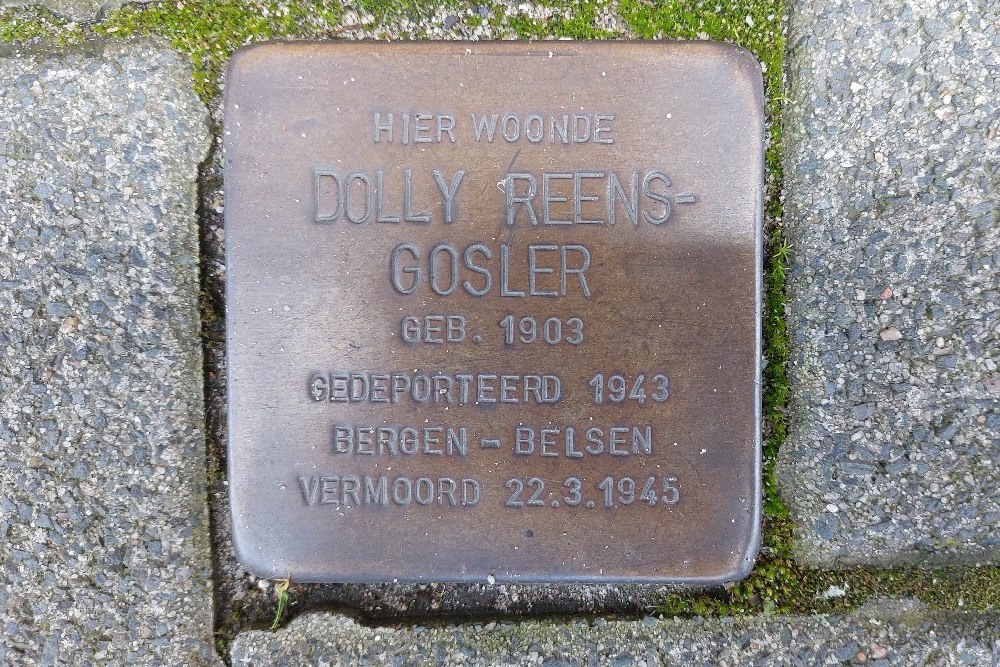 HIER WOONDE
DOLLY REENS-
GOSLER
GEB. 1903
GEDEPORTEERD 1943
BERGEN - BELSEN
VERMOORD 22.3.1945